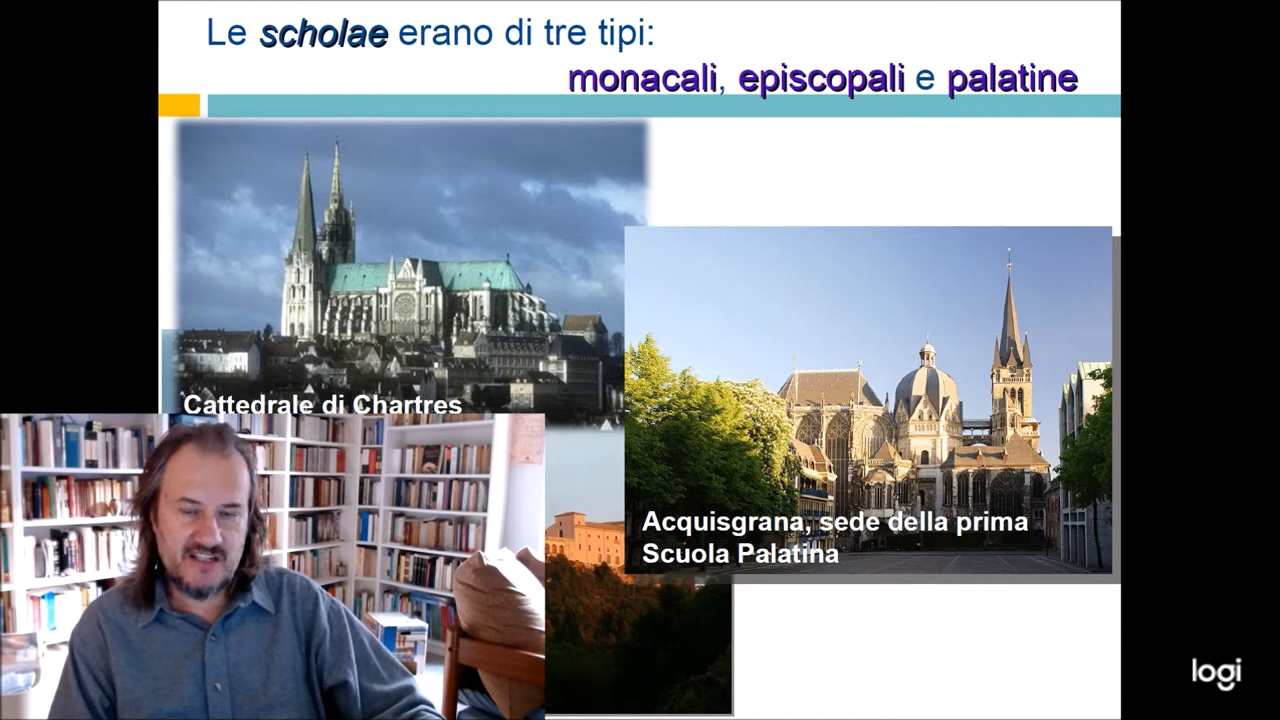 Le scholae erano di tre tipi:
monacali, episcopali e palatine
Cattedrale di Chartres
Acquisgrana, sede della prima
Scuola Palatina
logi